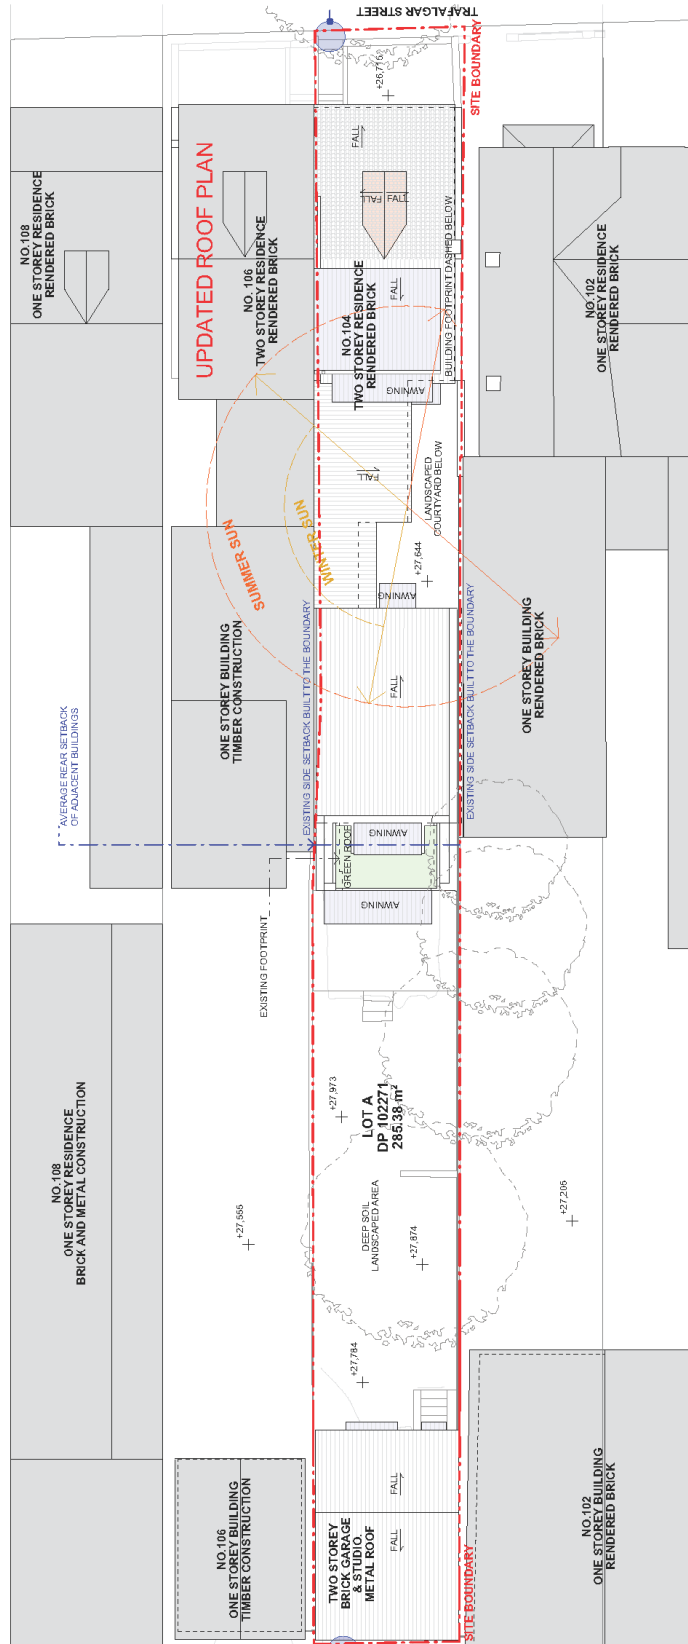 TRAFALGAR STREET
SITE BOUNDARY
+26,776
FALL
FALL
FALL
UPDATED ROOF PLAN
NO.108
ONE STOREY RESIDENCE
RENDERED BRICK
NO. 106
TWO STOREY RESIDENCE
RENDERED BRICK
NO.104
TWO STOREY RESIDENCE
RENDERED BRICK
FALL
BUILDING FOOTPRINT DASHED BELOW
NO.102
ONE STOREY RESIDENCE
RENDERED BRICK
AWNING
FALL
LANDSCAPED
COURTYARD BELOW
SUMMER SUN
WINTER SUN
+27,644
AWNING
ONE STOREY BUILDING
TIMBER CONSTRUCTION
EXISTING SIDE SETBACK BUILT TO THE BOUNDARY
FALL
EXISTING SIDE SETBACK BUILT TO THE BOUNDARY
ONE STOREY BUILDING
RENDERED BRICK
AVERAGE REAR SETBACK
OF ADJACENT BUILDINGS
GREEN ROOF
AWNING
AWNING
EXISTING FOOTPRINT
NO.108
ONE STOREY RESIDENCE
BRICK AND METAL CONSTRUCTION
+27,973
LOT A
DP 102271
285.38 m²
+27,555
DEEP SOIL
LANDSCAPED AREA
+27,874
+27,205
+27,784
NO.106
ONE STOREY BUILDING
TIMBER CONSTRUCTION
TWO STOREY
BRICK GARAGE
& STUDIO.
METAL ROOF
FALL
FALL
SITE BOUNDARY
NO.102
ONE STOREY BUILDING
RENDERED BRICK